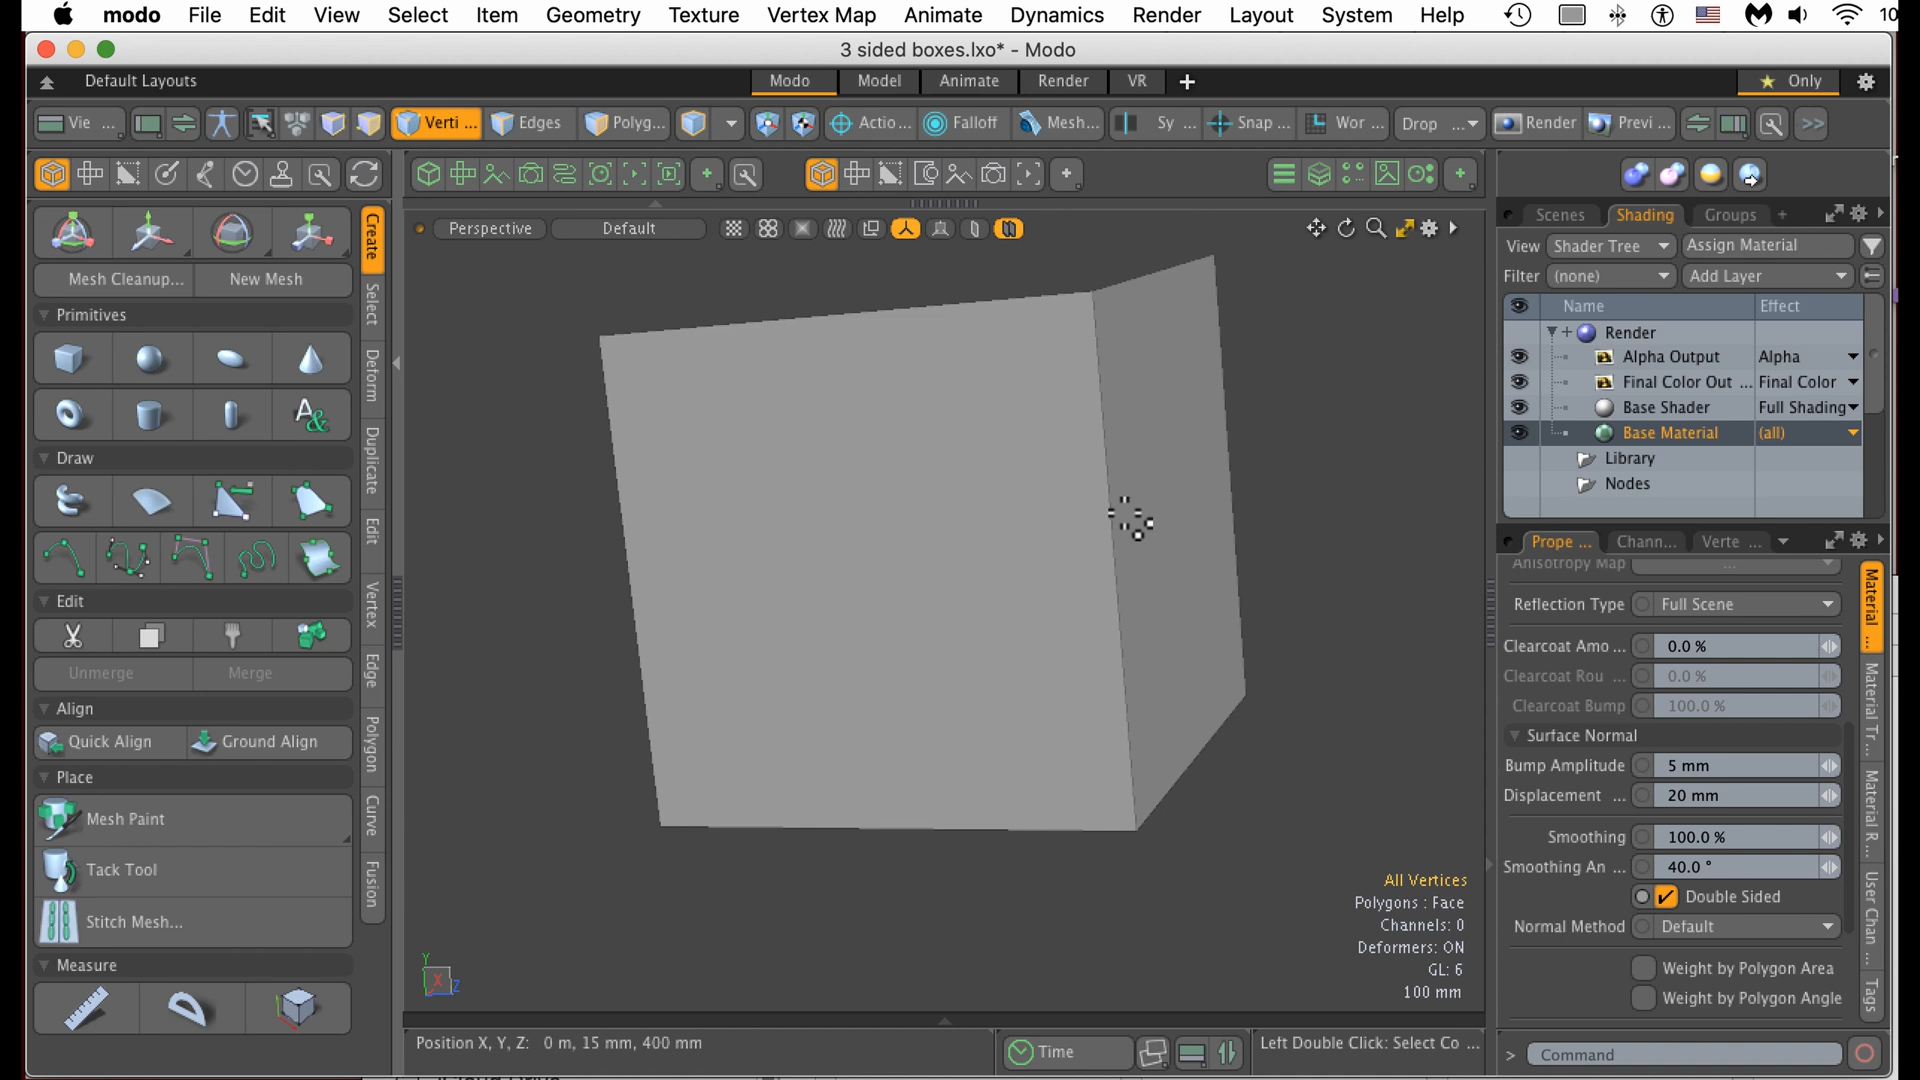 modo File Edit View Select Item Geometry Texture Vertex Map Animate Dynamics Render Layout System Help 10
3 sided boxes.lxo* - Modo
Default Layouts Modo Model Animate Render VR + Only
Vie ... Verti ... Edges Polyg... Actio... Falloff Mesh... Sy ... Snap ... Wor ... Drop ... Render Previ ... >>
Perspective Default
Scenes Shading Groups +
View Shader Tree Assign Material
Filter (none) Add Layer
Name Effect
Render
Alpha Output Alpha
Final Color Out ... Final Color
Base Shader Full Shading
Base Material (all)
Library
Nodes
Mesh Cleanup... New Mesh
Primitives
Draw
Edit
Unmerge Merge
Align
Quick Align Ground Align
Place
Mesh Paint
Tack Tool
Stitch Mesh...
Measure
Create
Select
Deform
Duplicate
Edit
Vertex
Edge
Polygon
Curve
Fusion
All Vertices
Polygons : Face
Channels: 0
Deformers: ON
GL: 6
100 mm
Y
X
Z
Prope ... Chann... Verte ...
Anisotropy Map ...
Reflection Type Full Scene
Clearcoat Amo ... 0.0 %
Clearcoat Rou ... 0.0 %
Clearcoat Bump 100.0 %
Surface Normal
Bump Amplitude 5 mm
Displacement ... 20 mm
Smoothing 100.0 %
Smoothing An ... 40.0 °
Double Sided
Normal Method Default
Weight by Polygon Area
Weight by Polygon Angle
Material ...
Material Tr...
Material R ...
User Chan ...
Tags
Position X, Y, Z: 0 m, 15 mm, 400 mm
Time
Left Double Click: Select Co ...
> Command